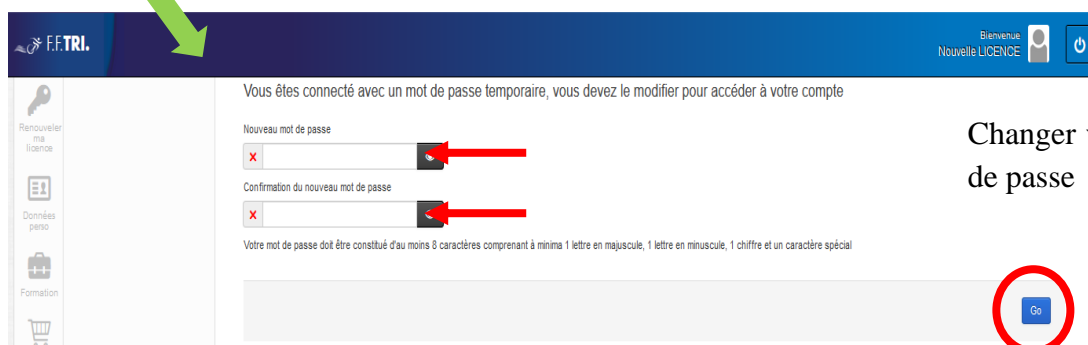 F.F.TRI.
Bienvenue
Nouvelle LICENCE
Vous êtes connecté avec un mot de passe temporaire, vous devez le modifier pour accéder à votre compte
Renouveler
ma
licence
Nouveau mot de passe
Changer
de passe
Confirmation du nouveau mot de passe
Données
perso
Votre mot de passe doit être constitué d'au moins 8 caractères comprenant à minima 1 lettre en majuscule, 1 lettre en minuscule, 1 chiffre et un caractère spécial
Formation
Go